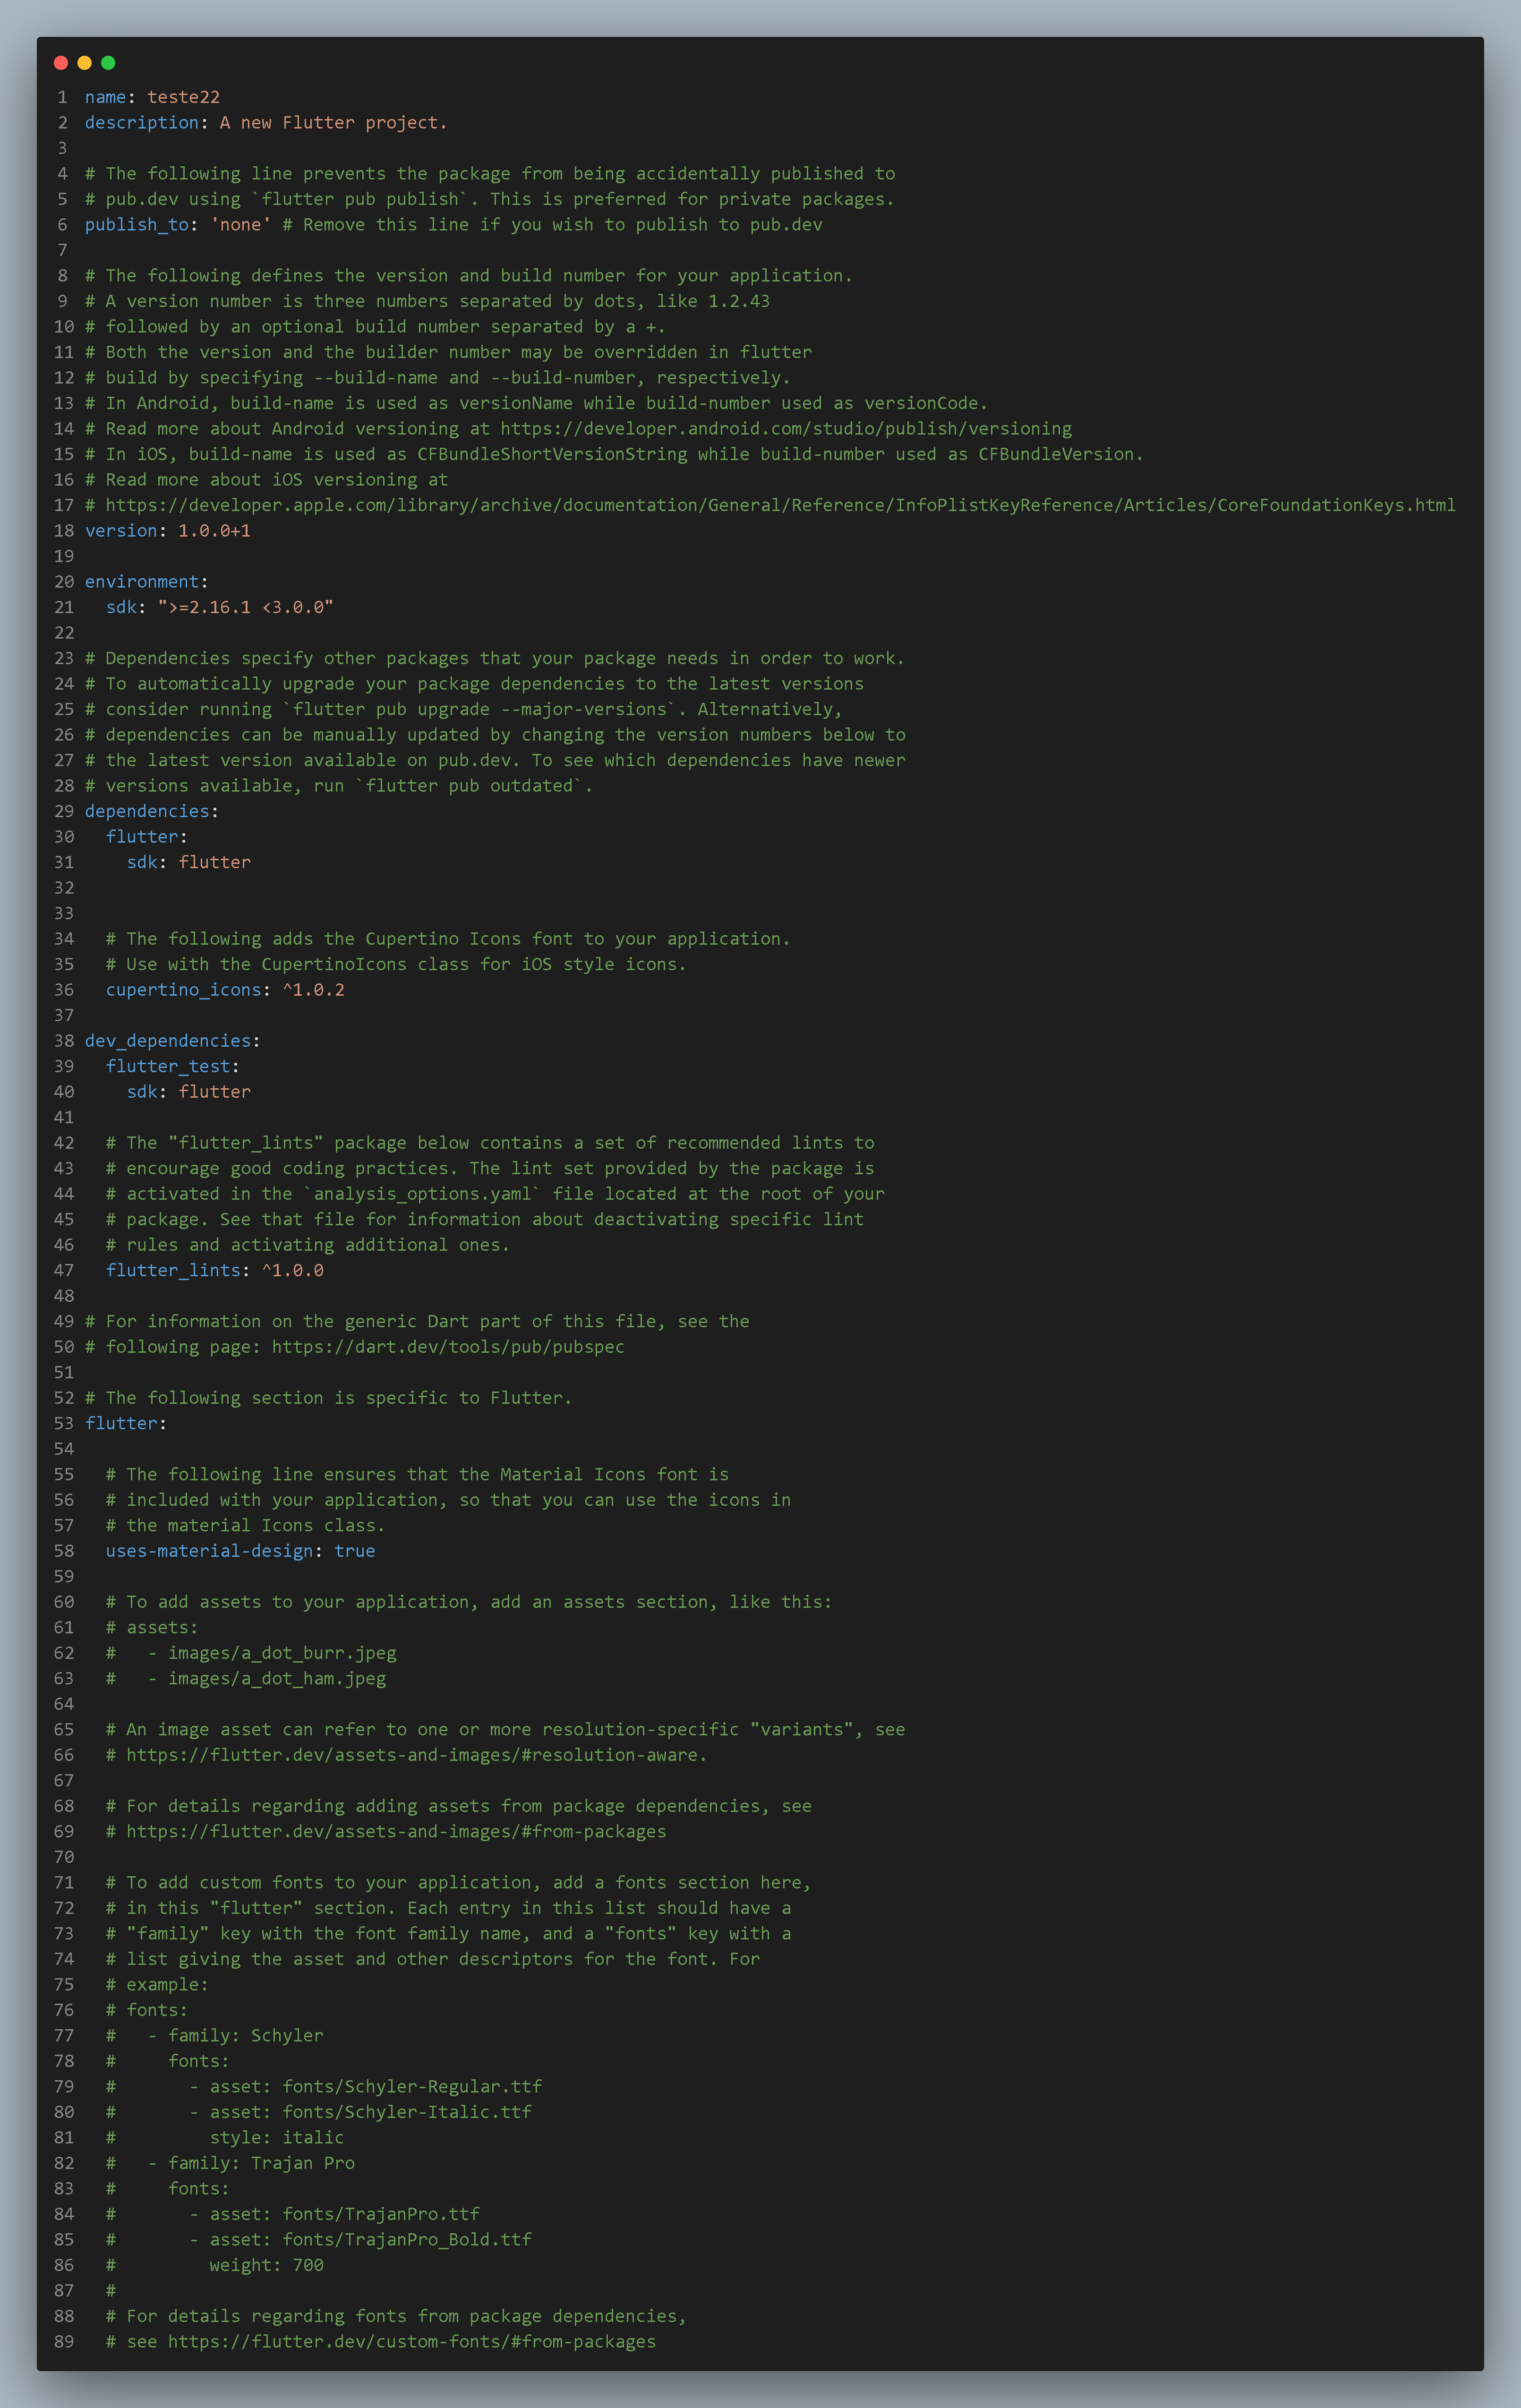 1 name: teste22
2 description: A new Flutter project.
3
4 # The following line prevents the package from being accidentally published to
5 # pub.dev using `flutter pub publish`. This is preferred for private packages.
6 publish_to: 'none' # Remove this line if you wish to publish to pub.dev
7
8 # The following defines the version and build number for your application.
9 # A version number is three numbers separated by dots, like 1.2.43
10 # followed by an optional build number separated by a +.
11 # Both the version and the builder number may be overridden in flutter
12 # build by specifying --build-name and --build-number, respectively.
13 # In Android, build-name is used as versionName while build-number used as versionCode.
14 # Read more about Android versioning at https://developer.android.com/studio/publish/versioning
15 # In iOS, build-name is used as CFBundleShortVersionString while build-number used as CFBundleVersion.
16 # Read more about iOS versioning at
17 # https://developer.apple.com/library/archive/documentation/General/Reference/InfoPlistKeyReference/Articles/CoreFoundationKeys.html
18 version: 1.0.0+1
19
20 environment:
21   sdk: ">=2.16.1 <3.0.0"
22
23 # Dependencies specify other packages that your package needs in order to work.
24 # To automatically upgrade your package dependencies to the latest versions
25 # consider running `flutter pub upgrade --major-versions`. Alternatively,
26 # dependencies can be manually updated by changing the version numbers below to
27 # the latest version available on pub.dev. To see which dependencies have newer
28 # versions available, run `flutter pub outdated`.
29 dependencies:
30   flutter:
31     sdk: flutter
32
33
34   # The following adds the Cupertino Icons font to your application.
35   # Use with the CupertinoIcons class for iOS style icons.
36   cupertino_icons: ^1.0.2
37
38 dev_dependencies:
39   flutter_test:
40     sdk: flutter
41
42   # The "flutter_lints" package below contains a set of recommended lints to
43   # encourage good coding practices. The lint set provided by the package is
44   # activated in the `analysis_options.yaml` file located at the root of your
45   # package. See that file for information about deactivating specific lint
46   # rules and activating additional ones.
47   flutter_lints: ^1.0.0
48
49 # For information on the generic Dart part of this file, see the
50 # following page: https://dart.dev/tools/pub/pubspec
51
52 # The following section is specific to Flutter.
53 flutter:
54
55   # The following line ensures that the Material Icons font is
56   # included with your application, so that you can use the icons in
57   # the material Icons class.
58   uses-material-design: true
59
60   # To add assets to your application, add an assets section, like this:
61   # assets:
62   #   - images/a_dot_burr.jpeg
63   #   - images/a_dot_ham.jpeg
64
65   # An image asset can refer to one or more resolution-specific "variants", see
66   # https://flutter.dev/assets-and-images/#resolution-aware.
67
68   # For details regarding adding assets from package dependencies, see
69   # https://flutter.dev/assets-and-images/#from-packages
70
71   # To add custom fonts to your application, add a fonts section here,
72   # in this "flutter" section. Each entry in this list should have a
73   # "family" key with the font family name, and a "fonts" key with a
74   # list giving the asset and other descriptors for the font. For
75   # example:
76   # fonts:
77   #   - family: Schyler
78   #     fonts:
79   #       - asset: fonts/Schyler-Regular.ttf
80   #       - asset: fonts/Schyler-Italic.ttf
81   #         style: italic
82   #   - family: Trajan Pro
83   #     fonts:
84   #       - asset: fonts/TrajanPro.ttf
85   #       - asset: fonts/TrajanPro_Bold.ttf
86   #         weight: 700
87   #
88   # For details regarding fonts from package dependencies,
89   # see https://flutter.dev/custom-fonts/#from-packages